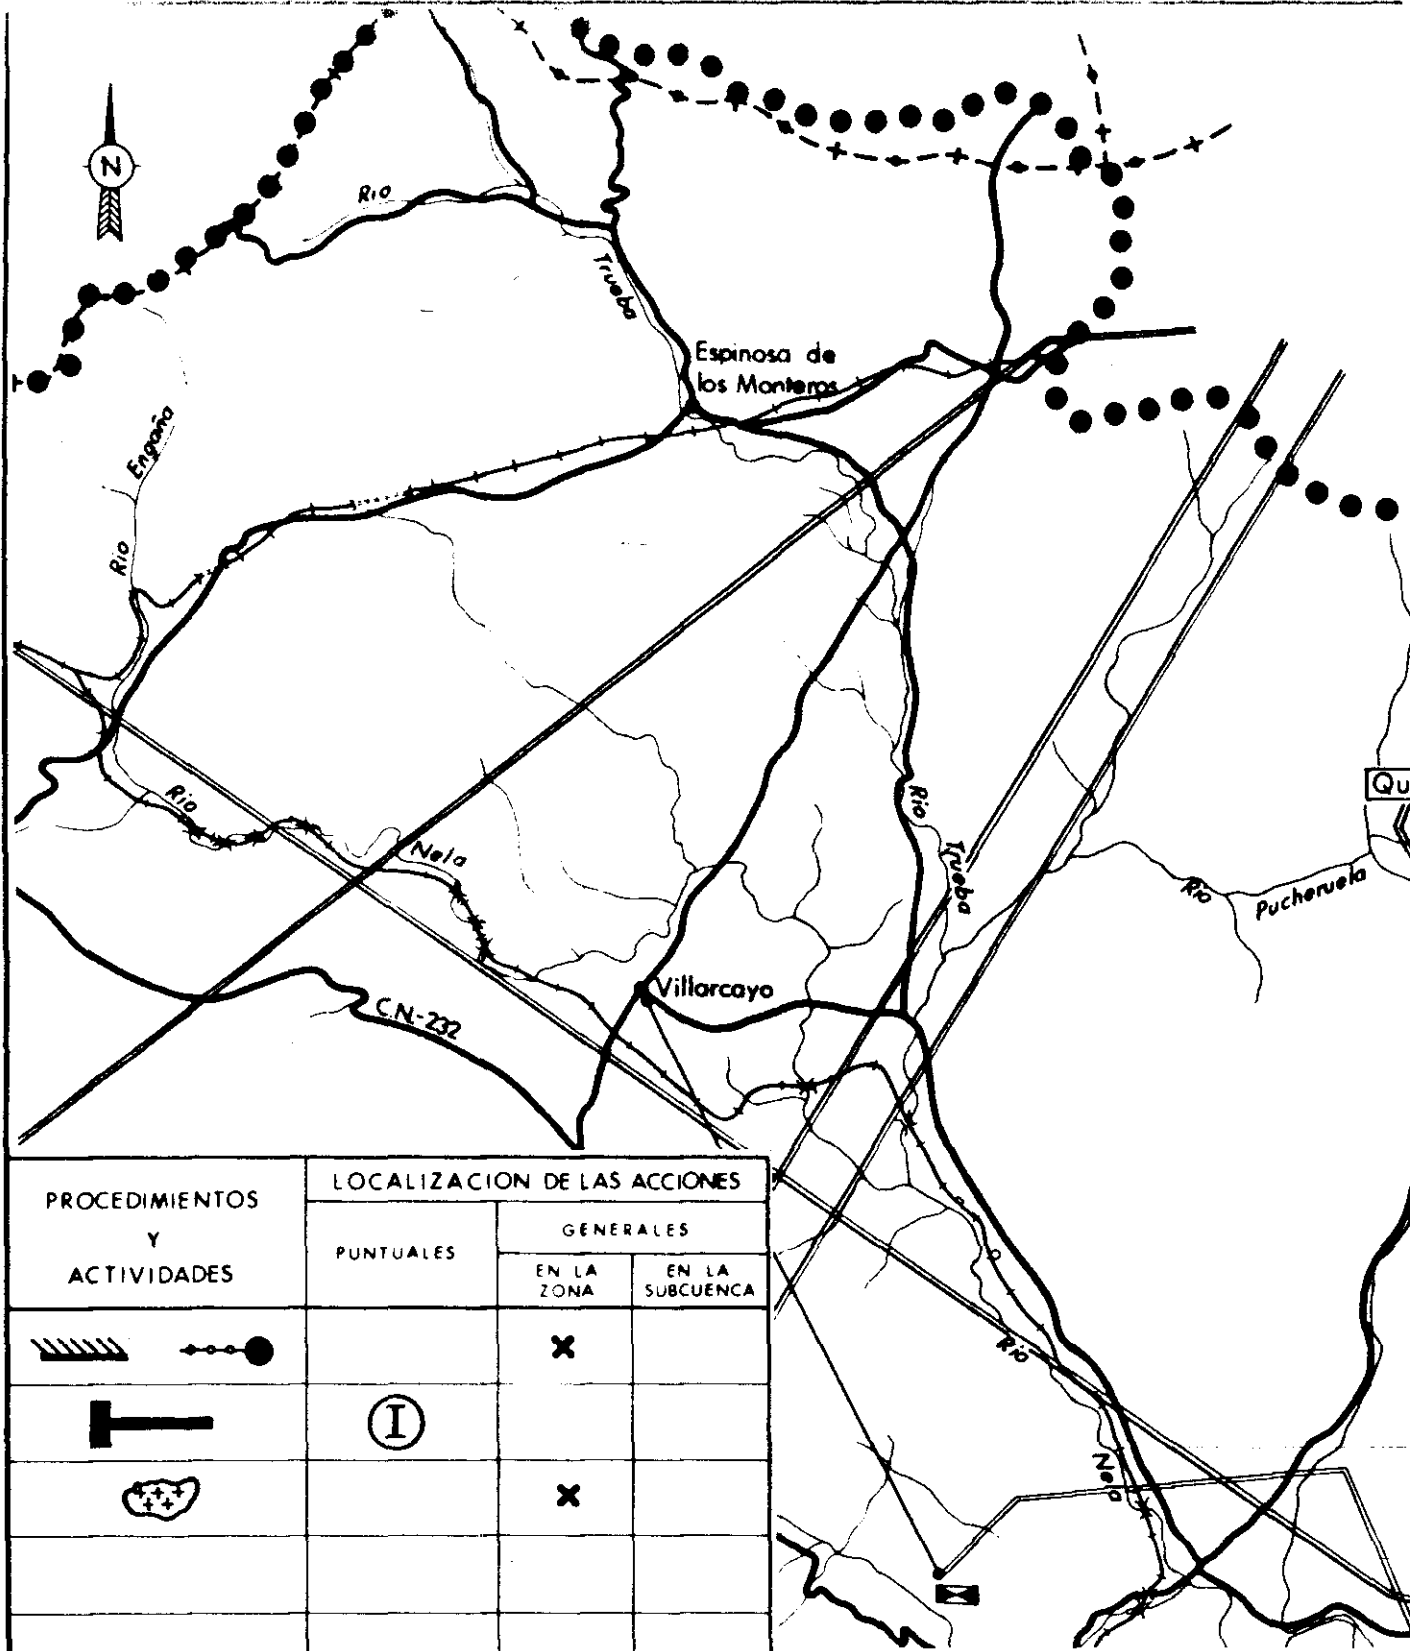 N
Rio
Trueba
Espinosa de
los Monteros
Engaña
Rio
Rio
Nela
Rio
Trueba
Qu
Rio
Pucheruela
Villarcayo
C.N.-232
Rio
Nela
PROCEDIMIENTOS
Y
ACTIVIDADES
LOCALIZACION DE LAS ACCIONES
PUNTUALES
GENERALES
EN LA
ZONA
EN LA
SUBCUENCA
x
I
x